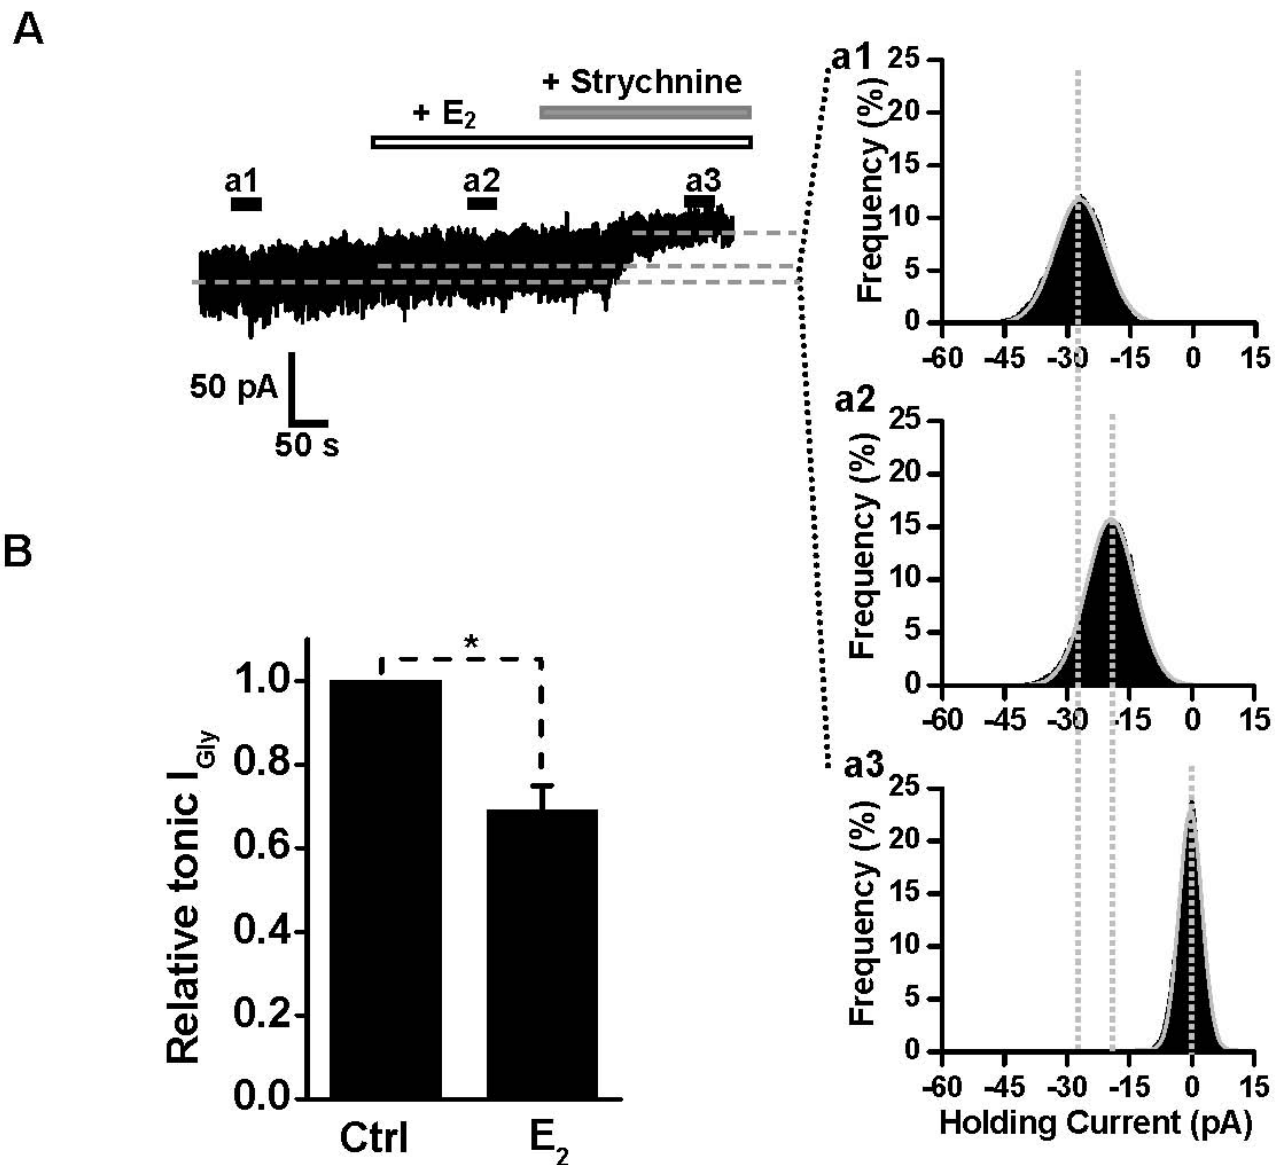 A
+ Strychnine
+ E₂
a1
a2
a3
50 pA
50 s
a1
25
20
15
10
5
0
Frequency (%)
-60 -45 -30 -15 0 15
a2
25
20
15
10
5
0
Frequency (%)
-60 -45 -30 -15 0 15
a3
25
20
15
10
5
0
Frequency (%)
-60 -45 -30 -15 0 15
Holding Current (pA)
B
*
1.0
0.8
0.6
0.4
0.2
0.0
Relative tonic I_Gly
Ctrl E₂